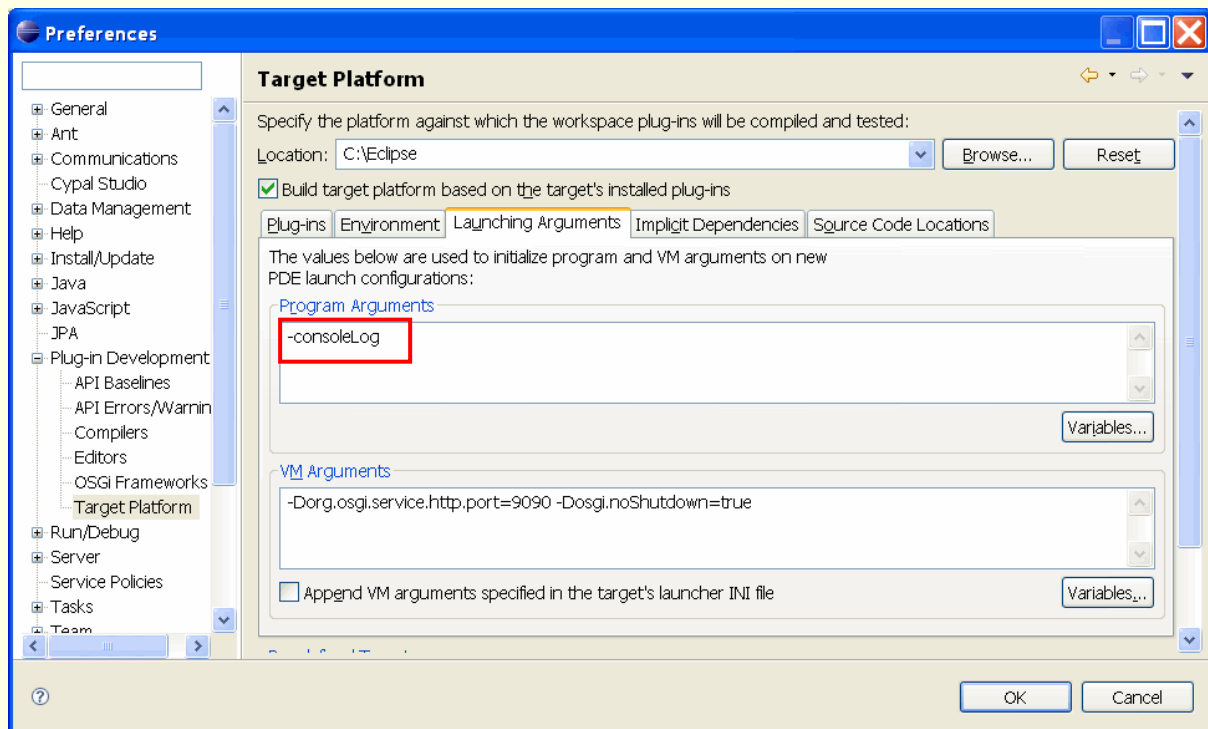 Preferences
Target Platform
General
Ant
Communications
Cypal Studio
Data Management
Help
Install/Update
Java
JavaScript
JPA
Plug-in Development
API Baselines
API Errors/Warnin
Compilers
Editors
OSGi Frameworks
Target Platform
Run/Debug
Server
Service Policies
Tasks
Team
Specify the platform against which the workspace plug-ins will be compiled and tested:
Location: C:\Eclipse Browse... Reset
Build target platform based on the target's installed plug-ins
Plug-ins Environment Launching Arguments Implicit Dependencies Source Code Locations
The values below are used to initialize program and VM arguments on new
PDE launch configurations:
Program Arguments
-consoleLog
Variables...
VM Arguments
-Dorg.osgi.service.http.port=9090 -Dosgi.noShutdown=true
Append VM arguments specified in the target's launcher INI file Variables...
OK Cancel